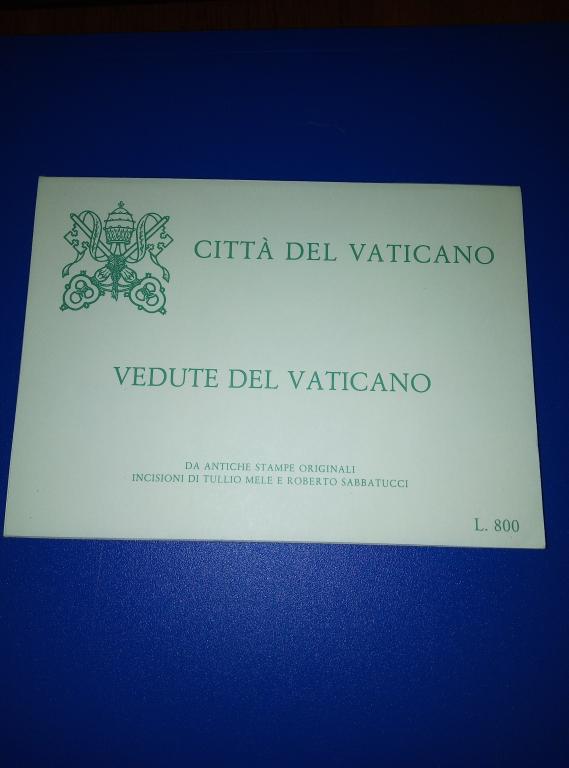 CITTÀ DEL VATICANO
VEDUTE DEL VATICANO
DA ANTICHE STAMPE ORIGINALI
INCISIONI DI TULLIO MELE E ROBERTO SABBATUCCI
L. 800